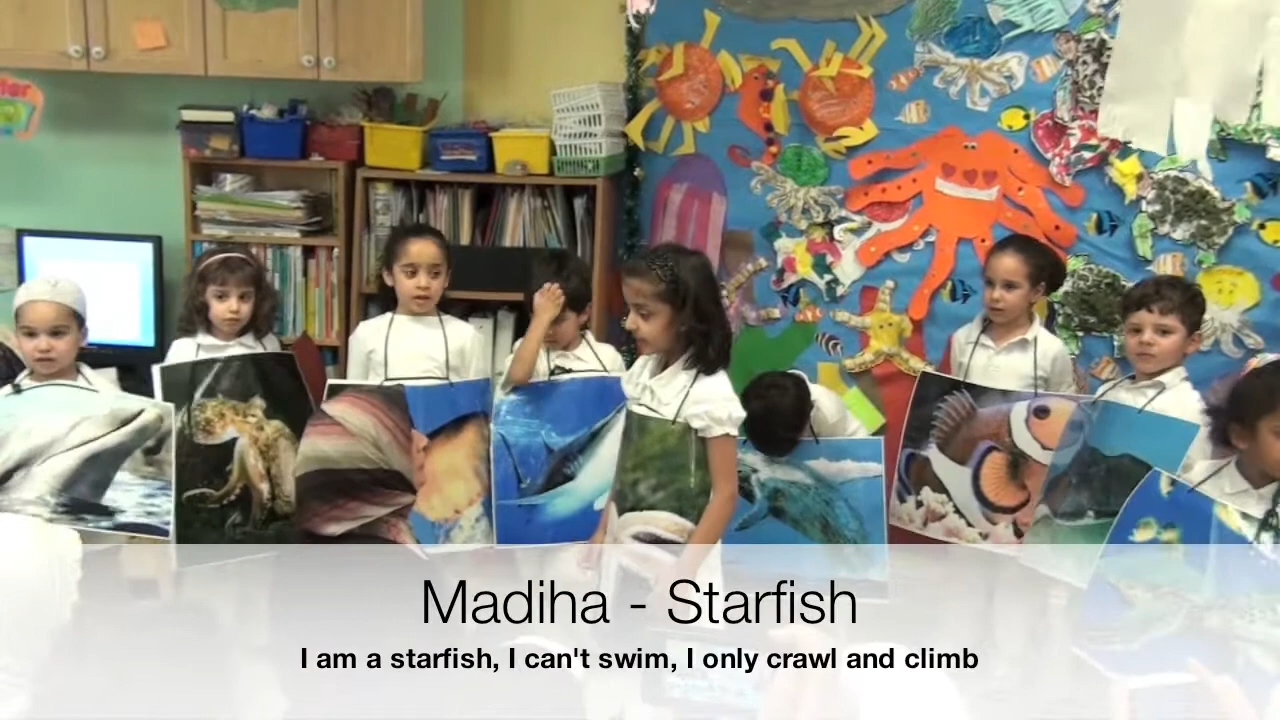 Madiha - Starfish
I am a starfish, I can't swim, I only crawl and climb